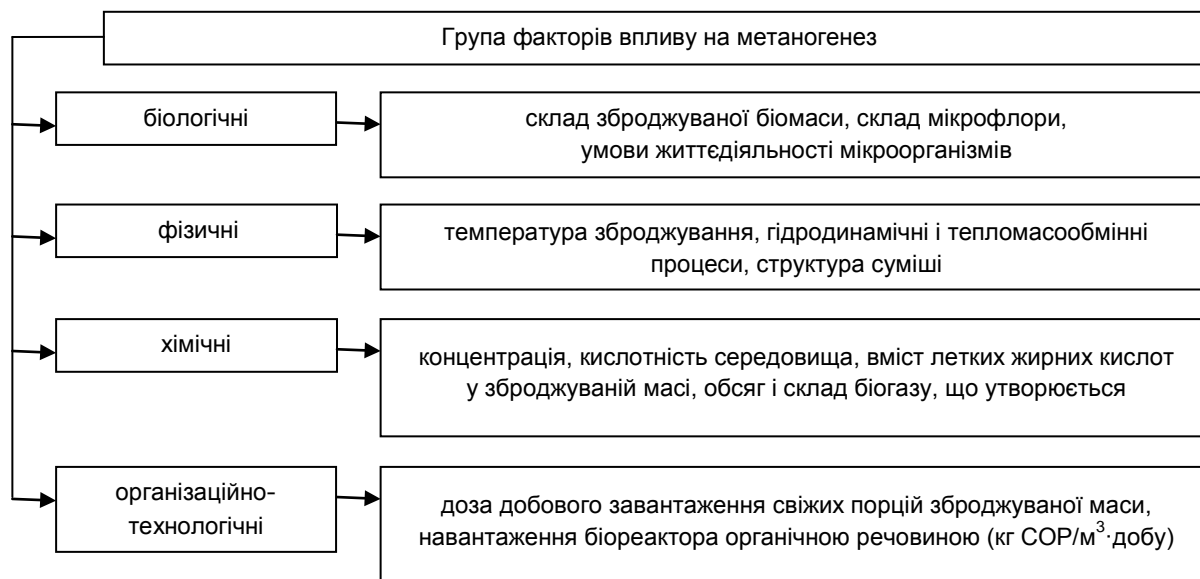 Група факторів впливу на метаногенез
біологічні
склад зброджуваної біомаси, склад мікрофлори,
умови життєдіяльності мікроорганізмів
фізичні
температура зброджування, гідродинамічні і тепломасообмінні
процеси, структура суміші
хімічні
концентрація, кислотність середовища, вміст летких жирних кислот
у зброджуваній масі, обсяг і склад біогазу, що утворюється
організаційно-
технологічні
доза добового завантаження свіжих порцій зброджуваної маси,
навантаження біореактора органічною речовиною (кг СОР/м³·добу)